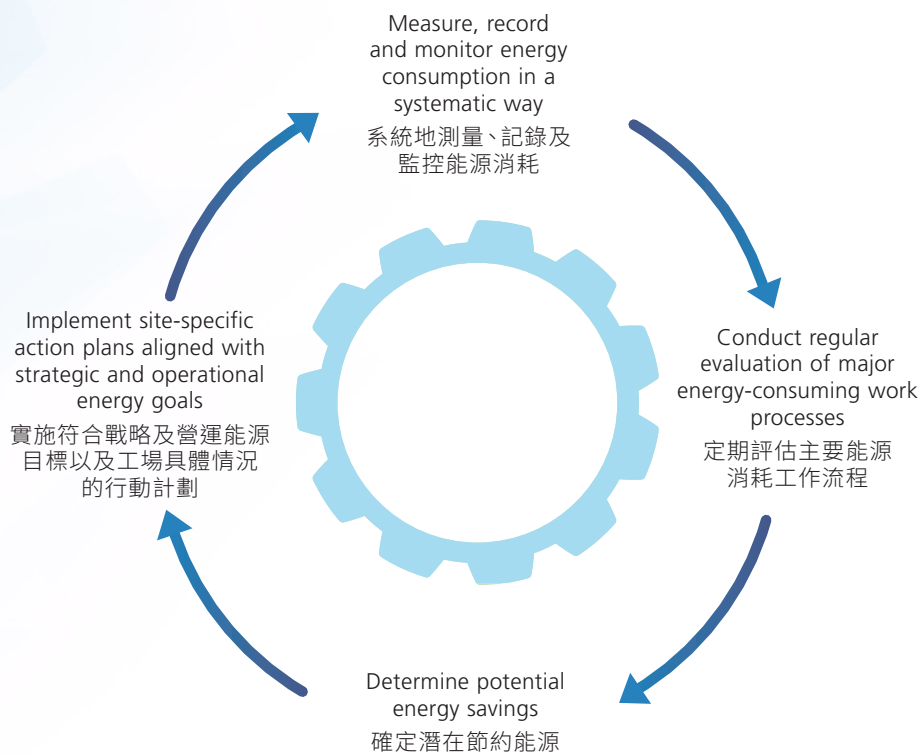 Measure, record
and monitor energy
consumption in a
systematic way
系統地測量、記錄及
監控能源消耗
Conduct regular
evaluation of major
energy-consuming work
processes
定期評估主要能源
消耗工作流程
Determine potential
energy savings
確定潛在節約能源
Implement site-specific
action plans aligned with
strategic and operational
energy goals
實施符合戰略及營運能源
目標以及工場具體情況
的行動計劃